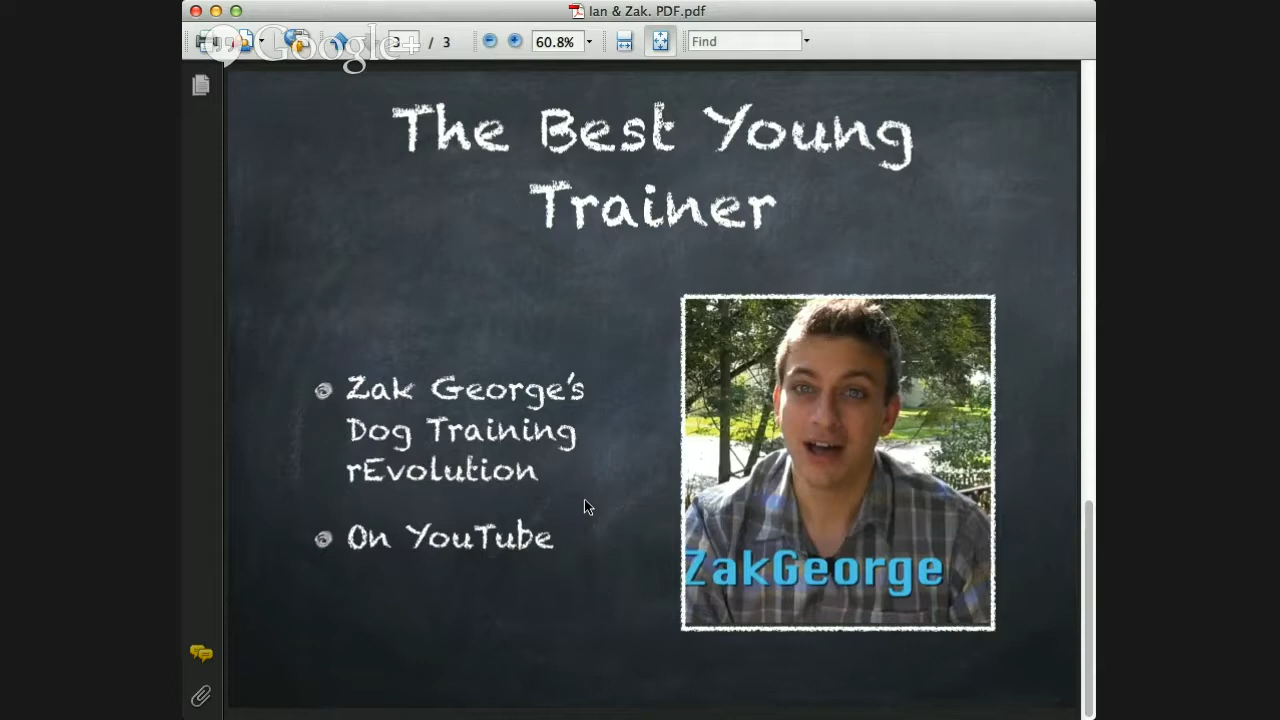 Ian & Zak. PDF.pdf
Google+
3 / 3
60.8%
Find
The Best Young
Trainer
Zak George's
Dog Training
rEvolution
On YouTube
ZakGeorge